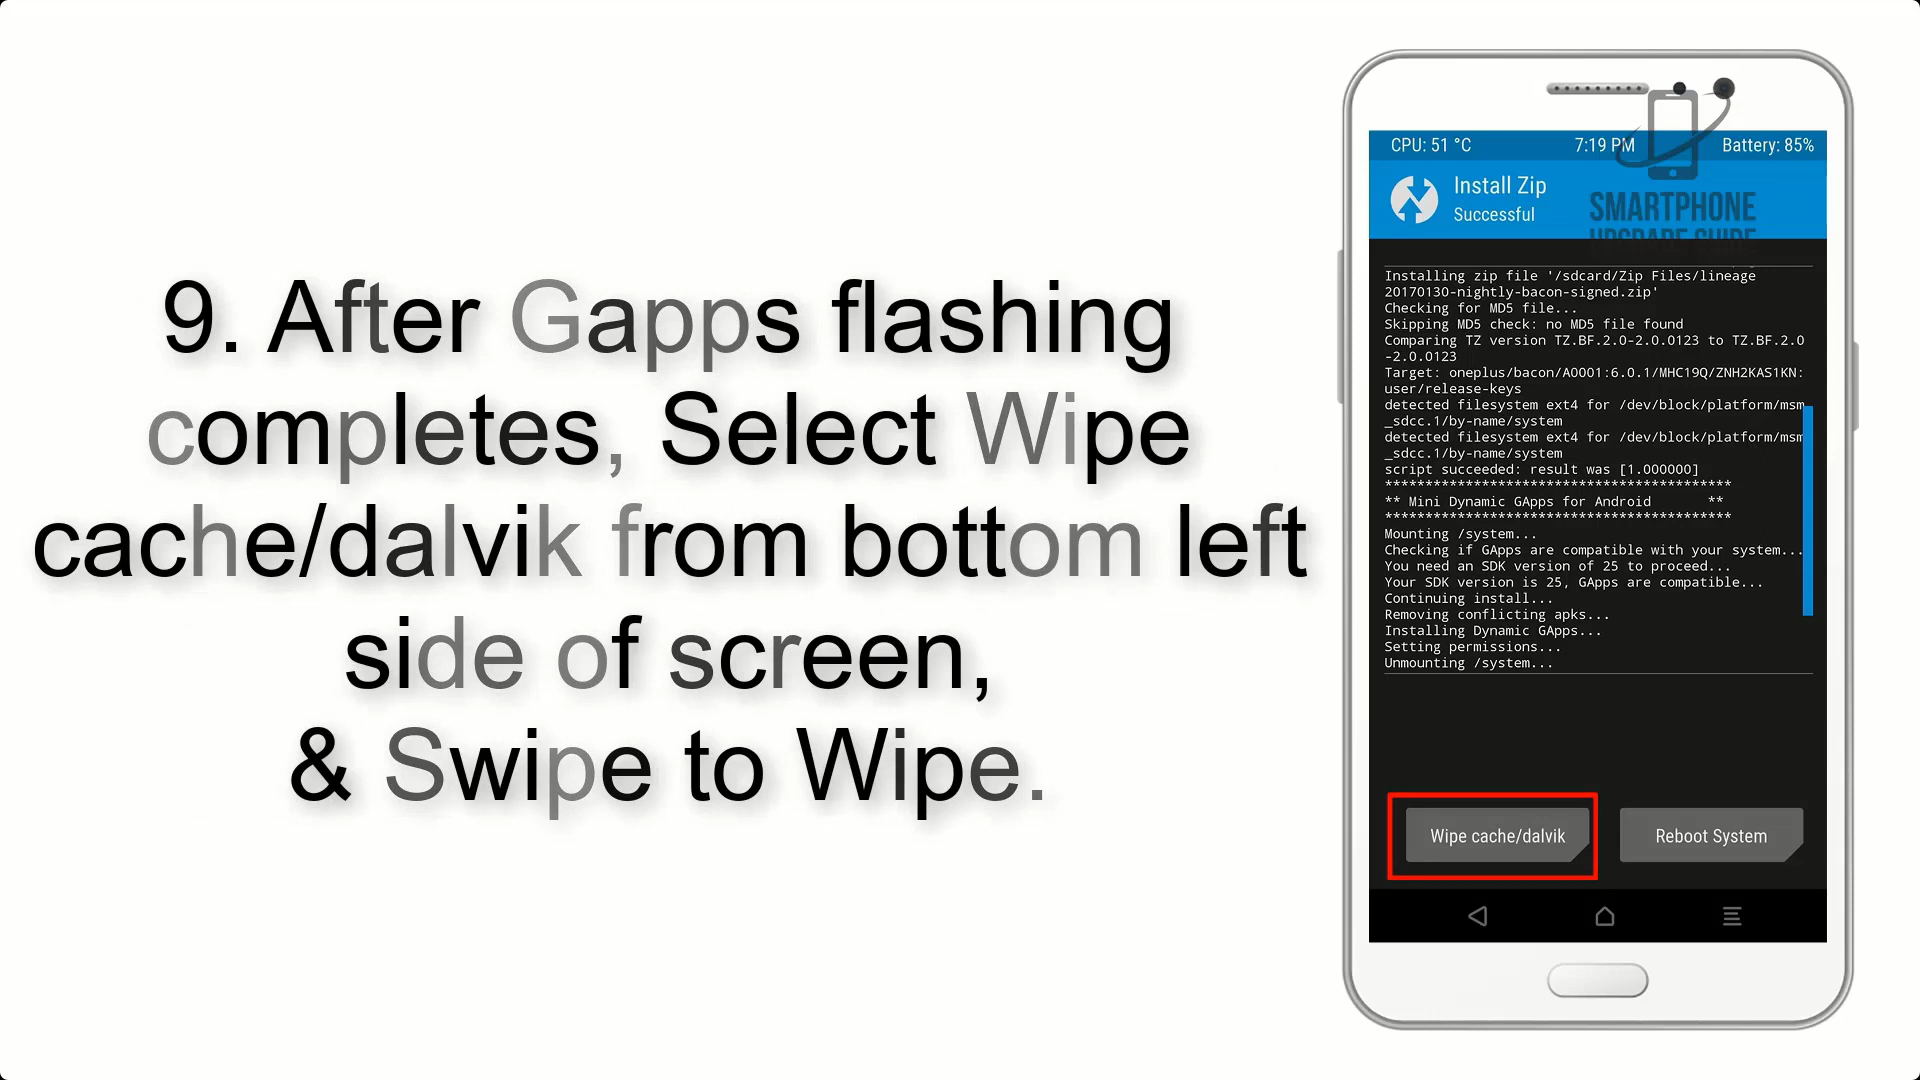 9. After Gapps flashing
completes, Select Wipe
cache/dalvik from bottom left
side of screen,
& Swipe to Wipe.
CPU: 51 °C 7:19 PM Battery: 85%
Install Zip
Successful
SMARTPHONE
UPGRADE GUIDE
Installing zip file '/sdcard/Zip Files/lineage
20170130-nightly-bacon-signed.zip'
Checking for MD5 file...
Skipping MD5 check: no MD5 file found
Comparing TZ version TZ.BF.2.0-2.0.0123 to TZ.BF.2.0
-2.0.0123
Target: oneplus/bacon/A0001:6.0.1/MHC19Q/ZNH2KAS1KN:
user/release-keys
detected filesystem ext4 for /dev/block/platform/msm
_sdcc.1/by-name/system
detected filesystem ext4 for /dev/block/platform/msm
_sdcc.1/by-name/system
script succeeded: result was [1.000000]
*******************************************
** Mini Dynamic GApps for Android **
*******************************************
Mounting /system...
Checking if GApps are compatible with your system...
You need an SDK version of 25 to proceed...
Your SDK version is 25, GApps are compatible...
Continuing install...
Removing conflicting apks...
Installing Dynamic GApps...
Setting permissions...
Unmounting /system...
Wipe cache/dalvik Reboot System